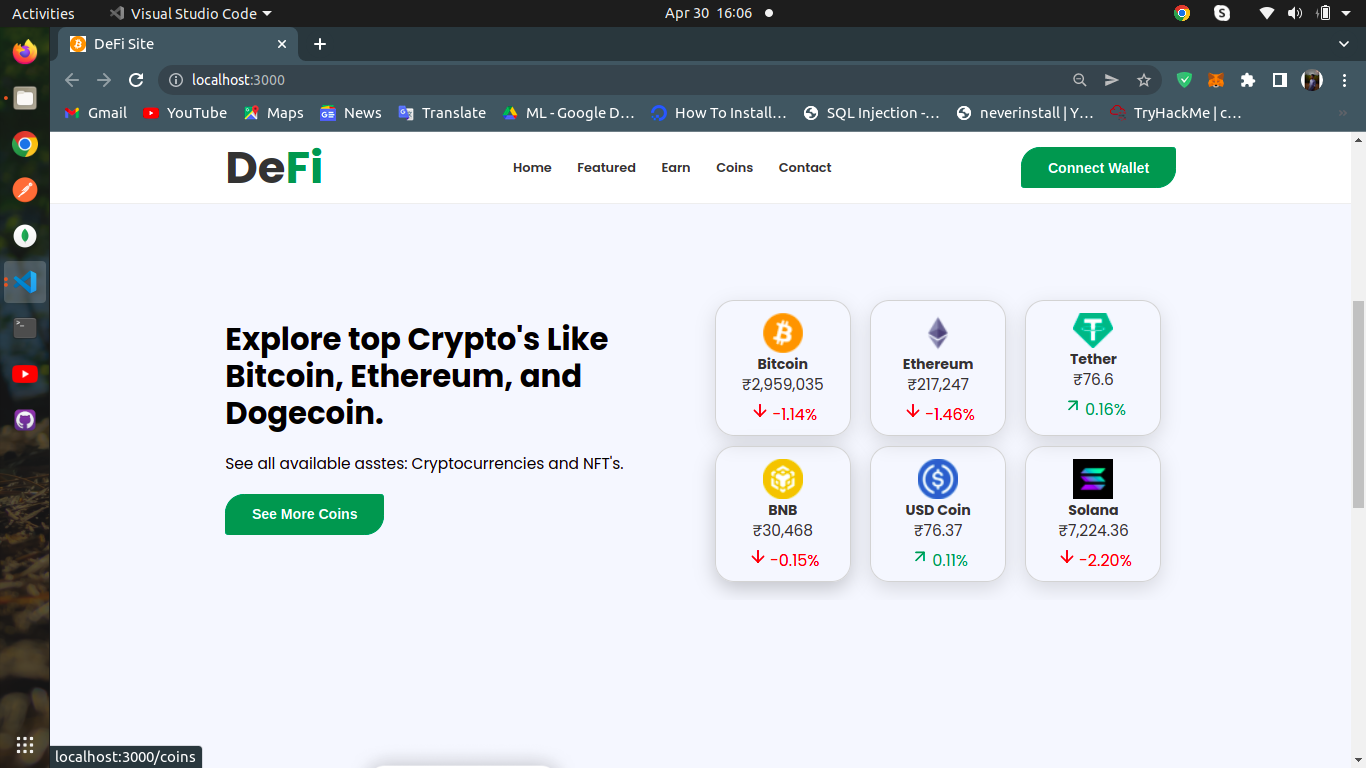 Activities
Visual Studio Code
Apr 30 16:06
DeFi Site
localhost:3000
Gmail
YouTube
Maps
News
Translate
ML - Google D…
How To Install…
SQL Injection -…
neverinstall | Y…
TryHackMe | c…
DeFi
Home
Featured
Earn
Coins
Contact
Connect Wallet
Explore top Crypto's Like
Bitcoin, Ethereum, and
Dogecoin.
See all available asstes: Cryptocurrencies and NFT's.
See More Coins
Bitcoin
₹2,959,035
-1.14%
Ethereum
₹217,247
-1.46%
Tether
₹76.6
0.16%
BNB
₹30,468
-0.15%
USD Coin
₹76.37
0.11%
Solana
₹7,224.36
-2.20%
localhost:3000/coins